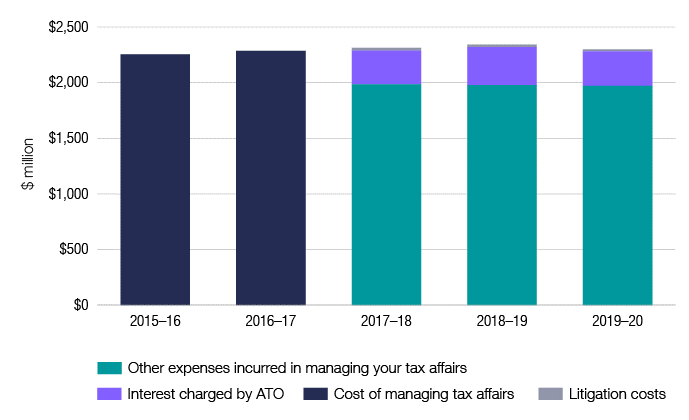 $2,500
$2,000
$1,500
$1,000
$500
$0
$ million
2015–16 2016–17 2017–18 2018–19 2019–20
Other expenses incurred in managing your tax affairs
Interest charged by ATO Cost of managing tax affairs Litigation costs